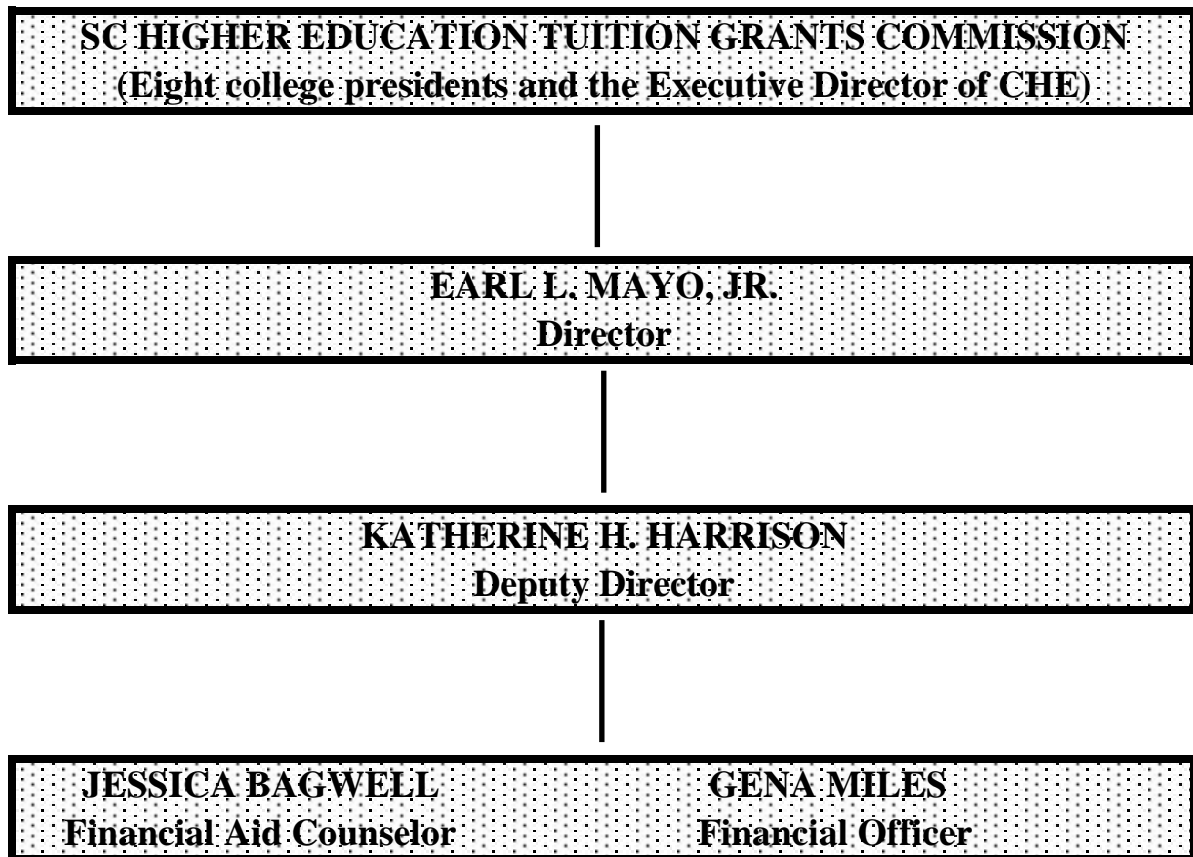 SC HIGHER EDUCATION TUITION GRANTS COMMISSION
(Eight college presidents and the Executive Director of CHE)
EARL L. MAYO, JR.
Director
KATHERINE H. HARRISON
Deputy Director
JESSICA BAGWELL GENA MILES
Financial Aid Counselor Financial Officer